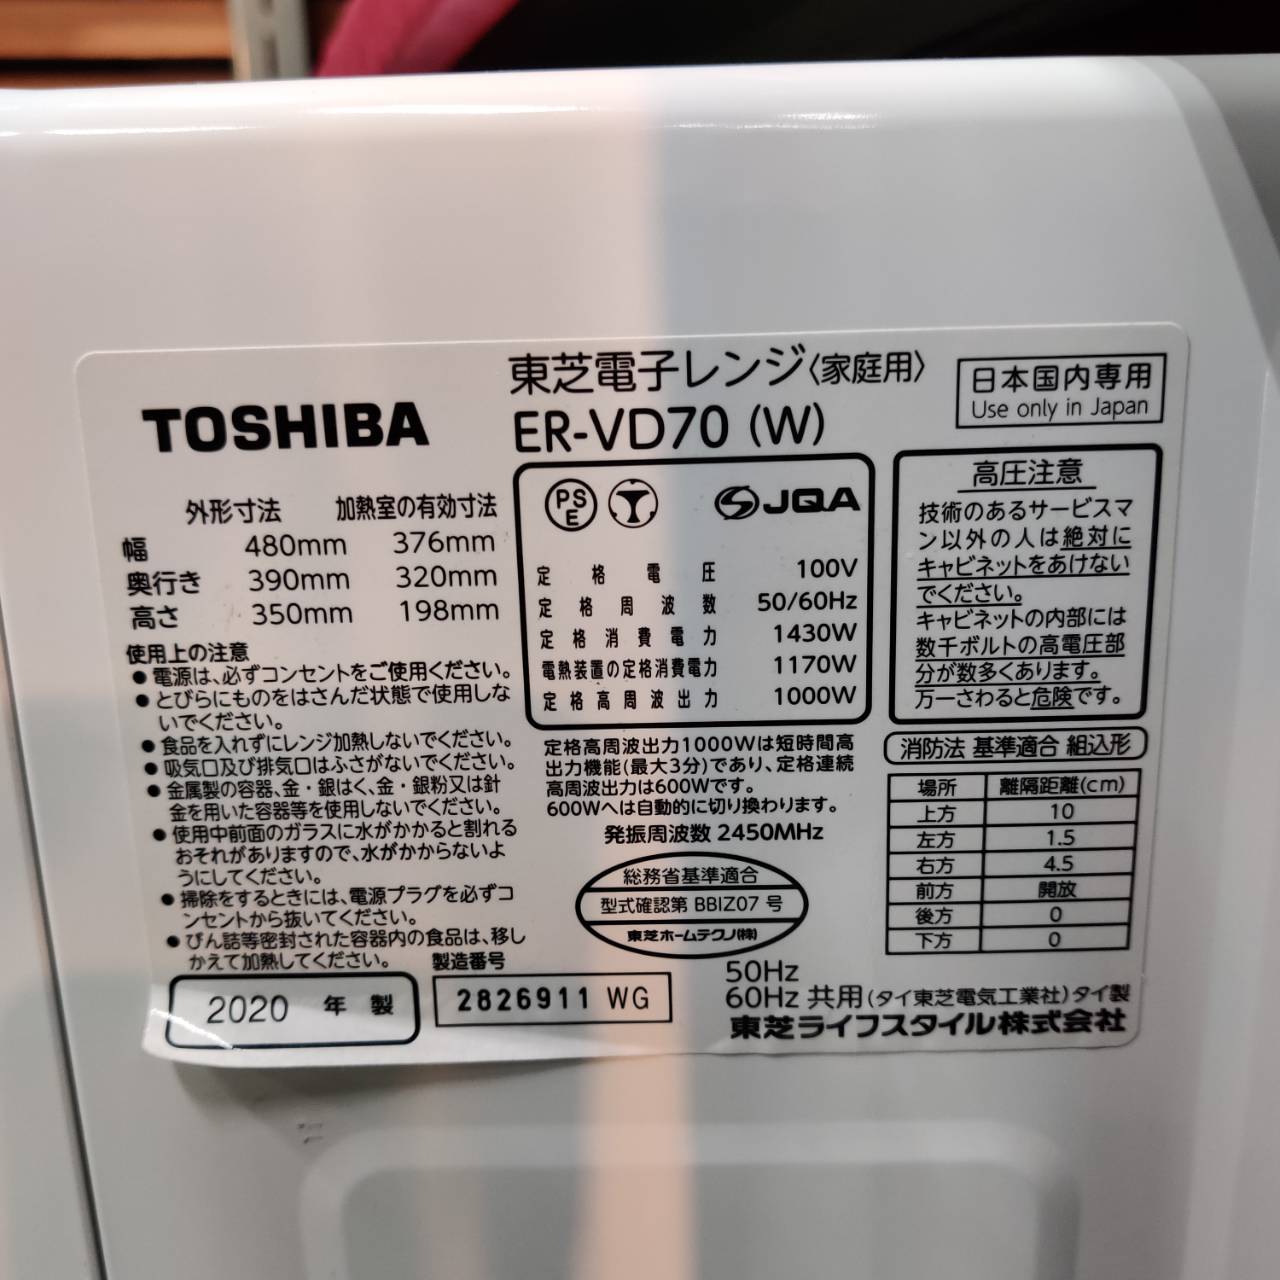 TOSHIBA
東芝電子レンジ〈家庭用〉
ER-VD70 (W)
日本国内専用
Use only in Japan
外形寸法 加熱室の有効寸法
幅 480mm 376mm
奥行き 390mm 320mm
高さ 350mm 198mm
使用上の注意
●電源は、必ずコンセントをご使用ください。
●とびらにものをはさんだ状態で使用しな
いでください。
●食品を入れずにレンジ加熱しないでください。
●吸気口及び排気口はふさがないでください。
●金属製の容器、金・銀はく、金・銀粉又は針
金を用いた容器等を使用しないでください。
●使用中前面のガラスに水がかかると割れる
おそれがありますので、水がかからないよ
うにしてください。
●掃除をするときには、電源プラグを必ずコ
ンセントから抜いてください。
●びん詰等密封された容器内の食品は、移し
かえて加熱してください。
2020 年 製
製造番号
2826911 WG
PS
E
JQA
定格電圧 100V
定格周波数 50/60Hz
定格消費電力 1430W
電熱装置の定格消費電力 1170W
定格高周波出力 1000W
定格高周波出力1000Wは短時間高
出力機能(最大3分)であり、定格連続
高周波出力は600Wです。
600Wへは自動的に切り換わります。
発振周波数 2450MHz
総務省基準適合
型式確認第 BBIZ07 号
東芝ホームテクノ(株)
高圧注意
技術のあるサービスマ
ン以外の人は絶対に
キャビネットをあけない
でください。
キャビネットの内部には
数千ボルトの高電圧部
分が数多くあります。
万一さわると危険です。
消防法 基準適合 組込形
場所 離隔距離(cm)
上方 10
左方 1.5
右方 4.5
前方 開放
後方 0
下方 0
50Hz
60Hz 共用 (タイ東芝電気工業社)タイ製
東芝ライフスタイル株式会社